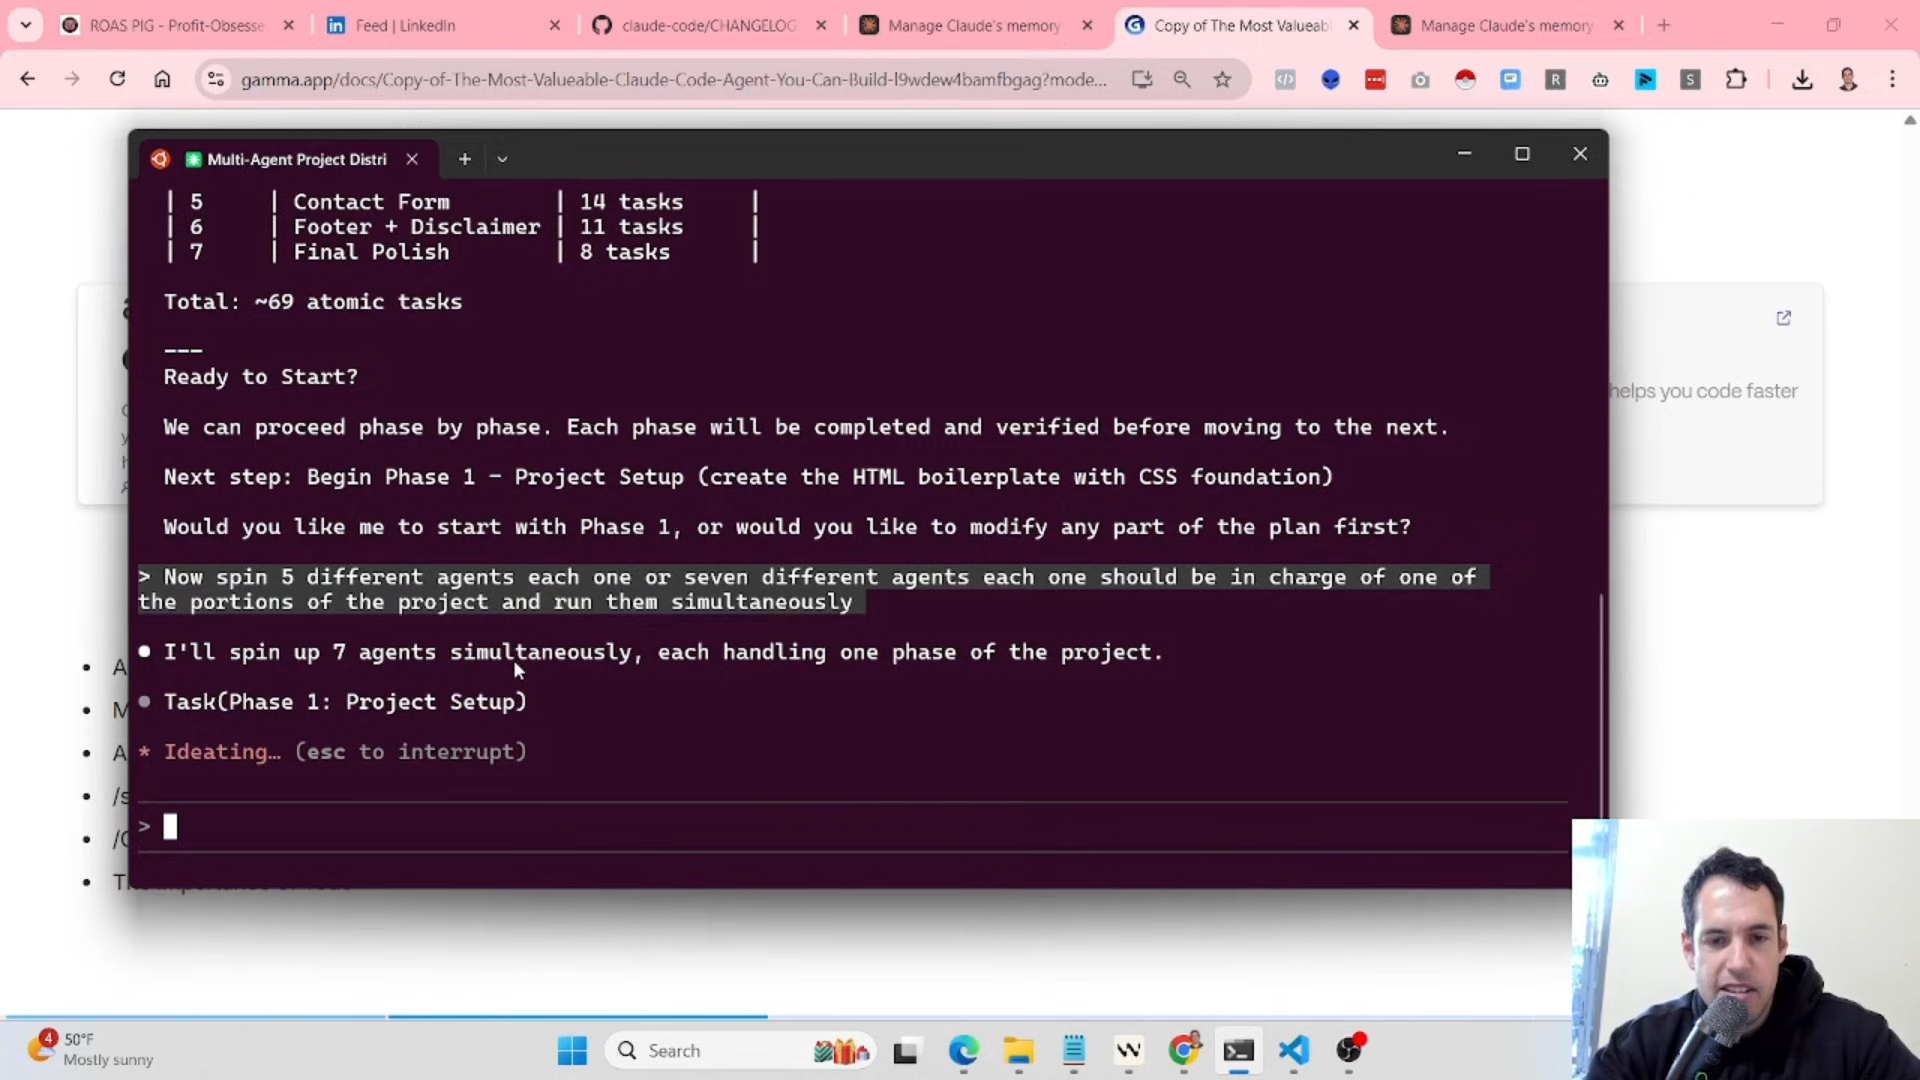 ROAS PIG - Profit-Obsesse
Feed | LinkedIn
claude-code/CHANGELOG
Manage Claude's memory
Copy of The Most Valueabl
Manage Claude's memory
gamma.app/docs/Copy-of-The-Most-Valueable-Claude-Code-Agent-You-Can-Build-l9wdew4bamfbgag?mode...
Multi-Agent Project Distri
| 5 | Contact Form | 14 tasks |
| 6 | Footer + Disclaimer | 11 tasks |
| 7 | Final Polish | 8 tasks |
Total: ~69 atomic tasks
---
Ready to Start?
helps you code faster
We can proceed phase by phase. Each phase will be completed and verified before moving to the next.
Next step: Begin Phase 1 - Project Setup (create the HTML boilerplate with CSS foundation)
Would you like me to start with Phase 1, or would you like to modify any part of the plan first?
> Now spin 5 different agents each one or seven different agents each one should be in charge of one of
the portions of the project and run them simultaneously
● I'll spin up 7 agents simultaneously, each handling one phase of the project.
● Task(Phase 1: Project Setup)
* Ideating… (esc to interrupt)
>
4
50°F
Mostly sunny
Search